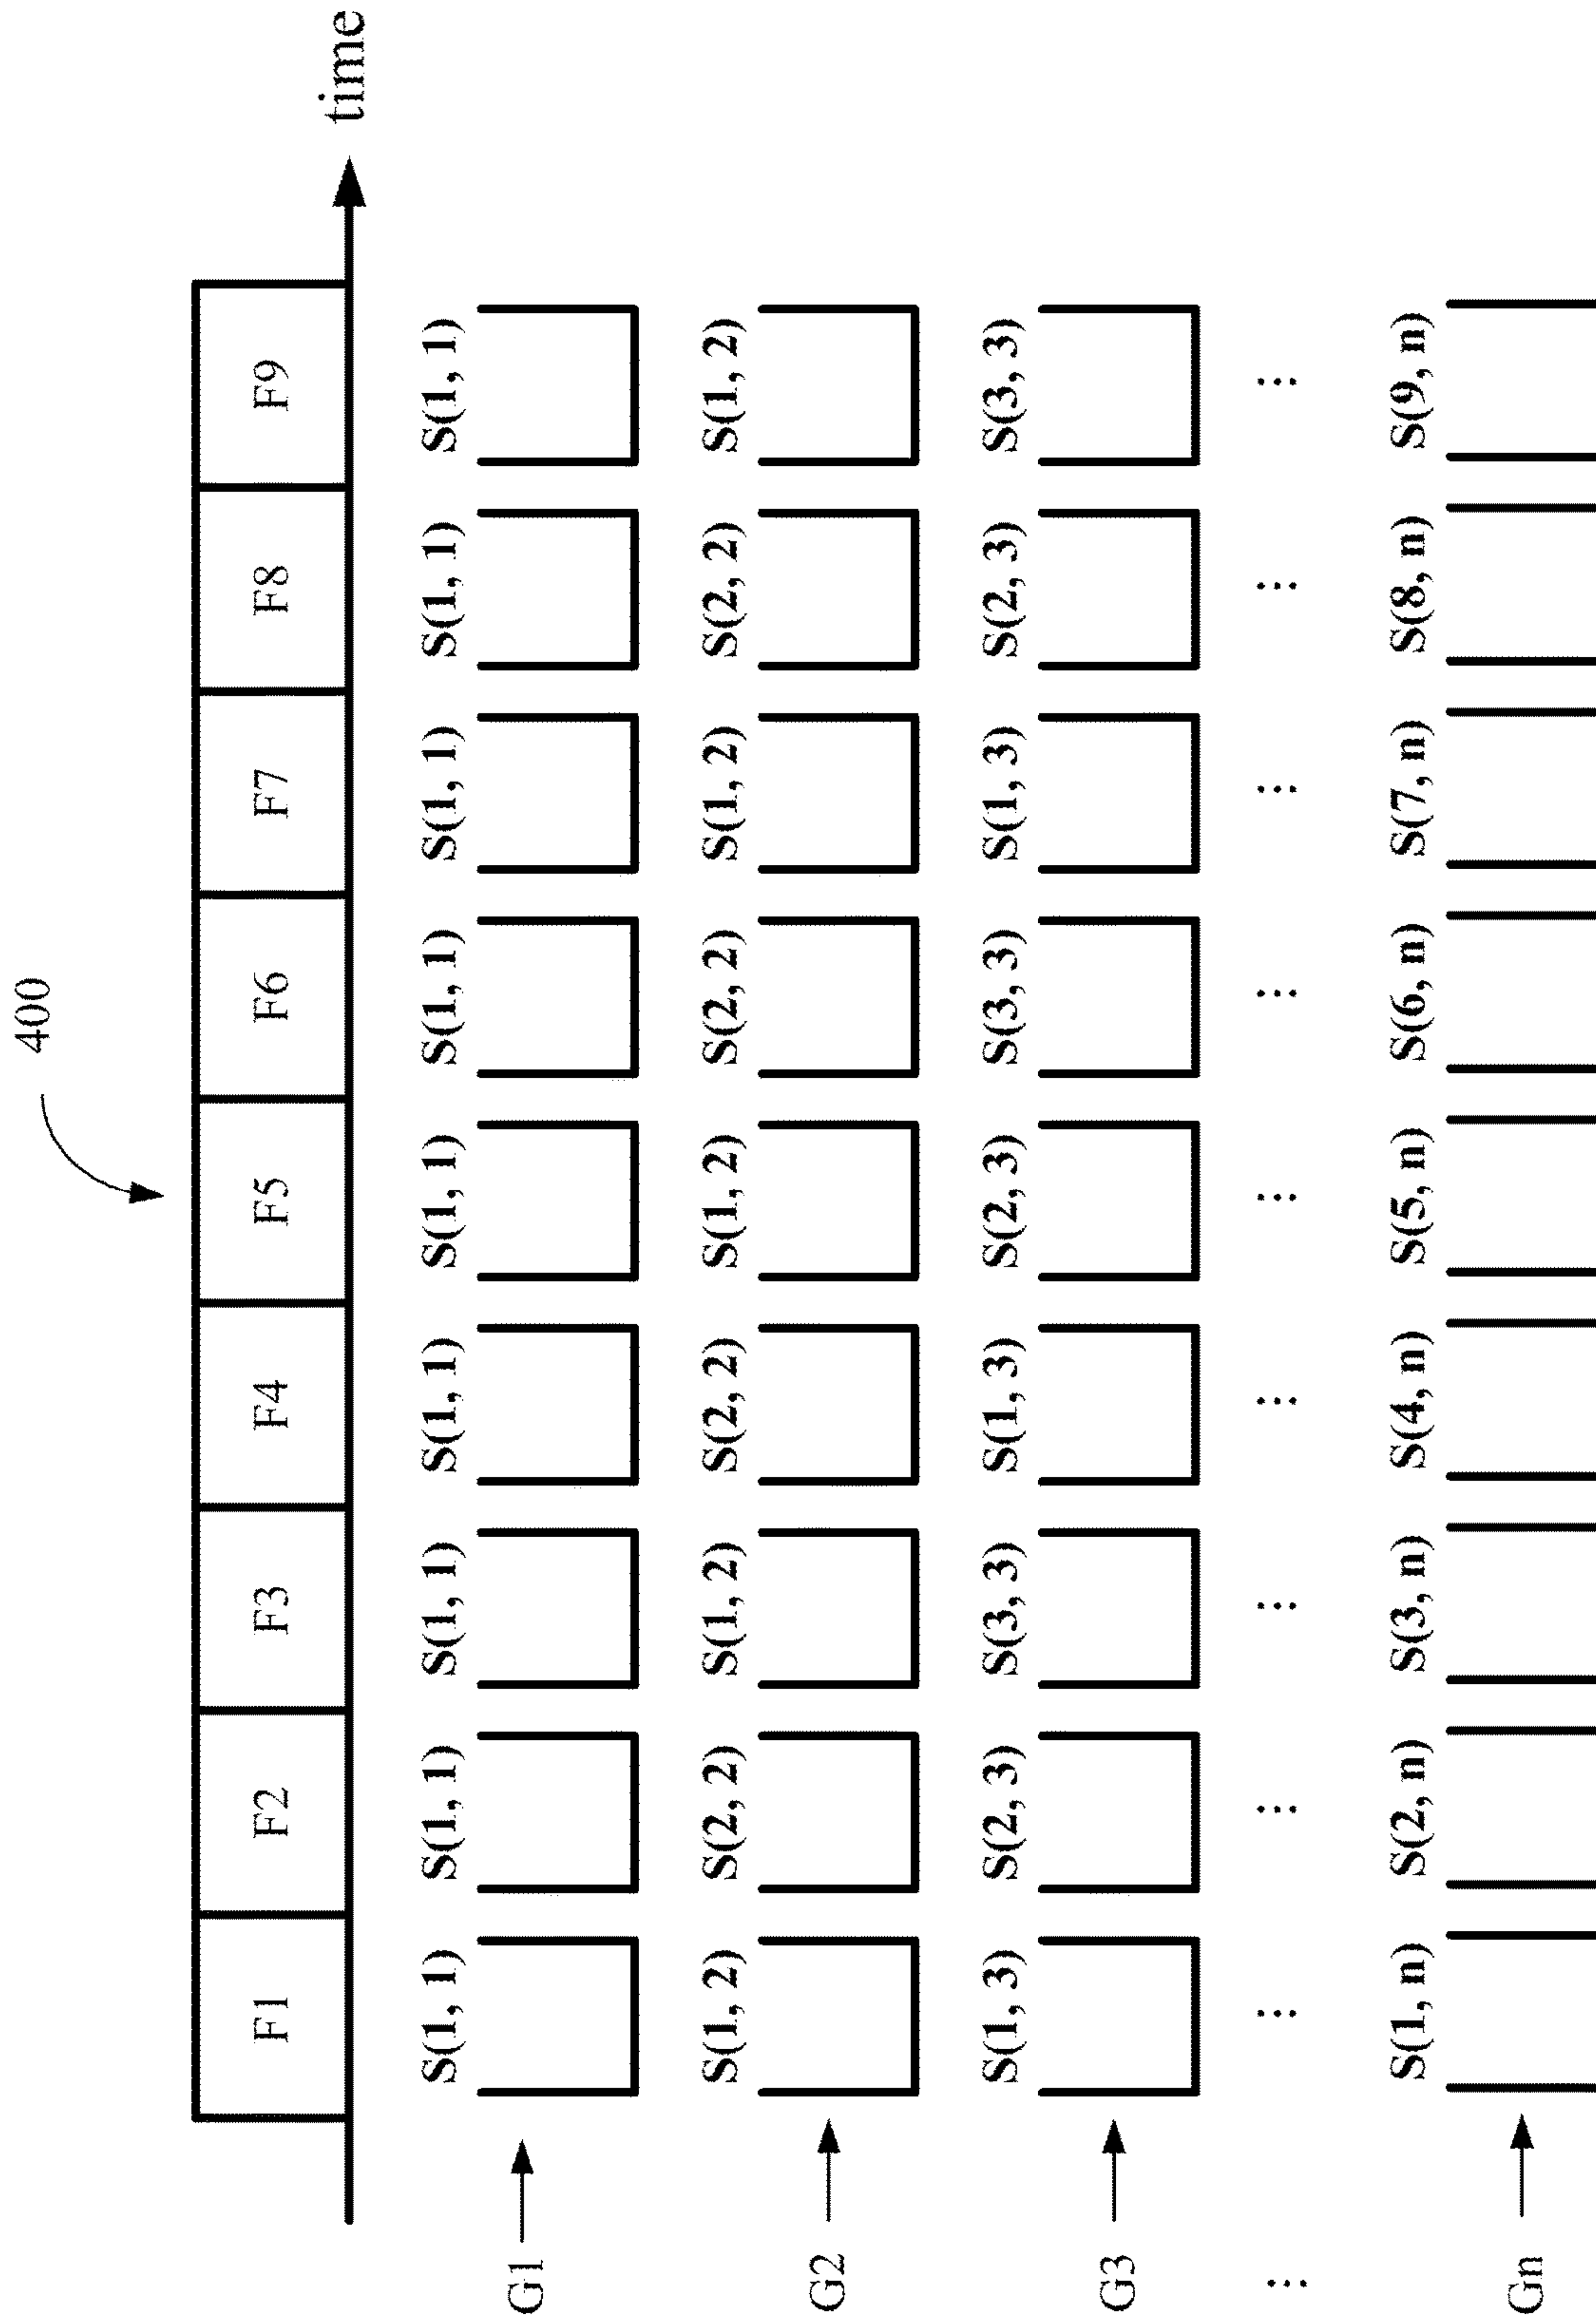 400
F1 F2 F3 F4 F5 F6 F7 F8 F9
time
S(1, 1) S(1, 1) S(1, 1) S(1, 1) S(1, 1) S(1, 1) S(1, 1) S(1, 1) S(1, 1)
G1
S(1, 2) S(2, 2) S(1, 2) S(2, 2) S(1, 2) S(2, 2) S(1, 2) S(2, 2) S(1, 2)
G2
S(1, 3) S(2, 3) S(3, 3) S(1, 3) S(2, 3) S(3, 3) S(1, 3) S(2, 3) S(3, 3)
G3
⋮ ⋮ ⋮ ⋮ ⋮ ⋮ ⋮ ⋮ ⋮ ⋮
S(1, n) S(2, n) S(3, n) S(4, n) S(5, n) S(6, n) S(7, n) S(8, n) S(9, n)
Gn